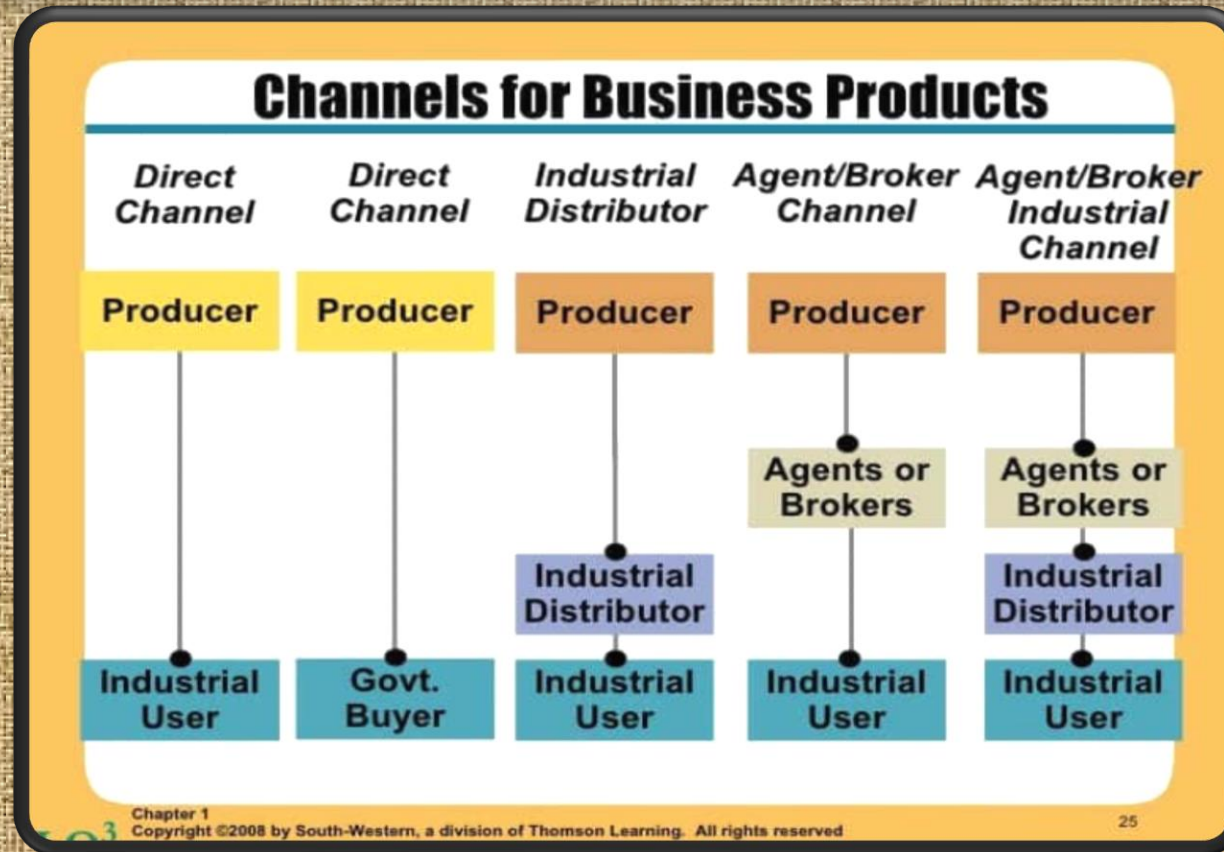 Channels for Business Products
Direct
Channel
Direct
Channel
Industrial
Distributor
Agent/Broker
Channel
Agent/Broker
Industrial
Channel
Producer
Producer
Producer
Producer
Producer
Agents or
Brokers
Agents or
Brokers
Industrial
Distributor
Industrial
Distributor
Industrial
User
Govt.
Buyer
Industrial
User
Industrial
User
Industrial
User
Chapter 1
Copyright ©2008 by South-Western, a division of Thomson Learning. All rights reserved
25